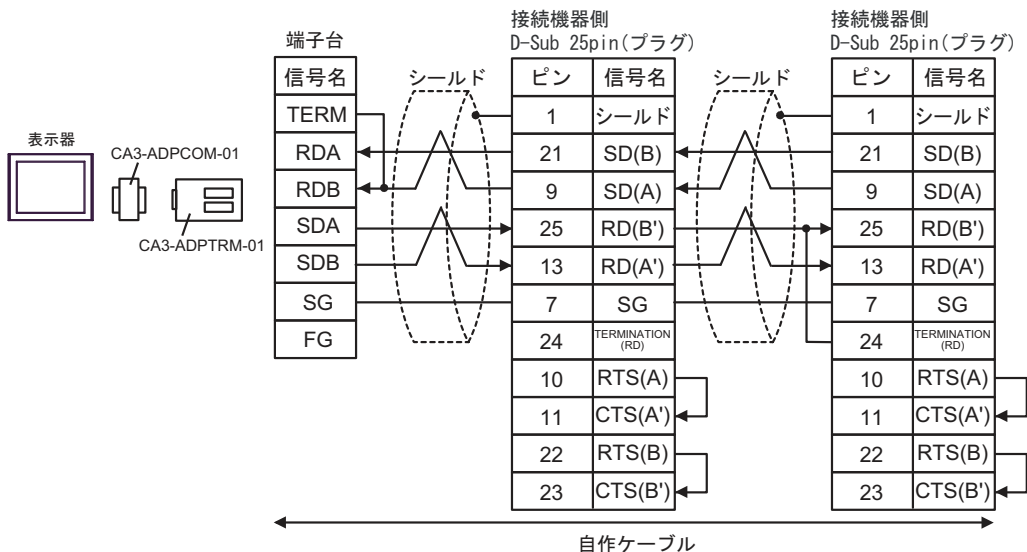 表示器
CA3-ADPCOM-01
CA3-ADPTRM-01
端子台
信号名
TERM
RDA
RDB
SDA
SDB
SG
FG
シールド
接続機器側
D-Sub 25pin(プラグ)
ピン 信号名
1 シールド
21 SD(B)
9 SD(A)
25 RD(B')
13 RD(A')
7 SG
24 TERMINATION
(RD)
10 RTS(A)
11 CTS(A')
22 RTS(B)
23 CTS(B')
シールド
接続機器側
D-Sub 25pin(プラグ)
ピン 信号名
1 シールド
21 SD(B)
9 SD(A)
25 RD(B')
13 RD(A')
7 SG
24 TERMINATION
(RD)
10 RTS(A)
11 CTS(A')
22 RTS(B)
23 CTS(B')
自作ケーブル